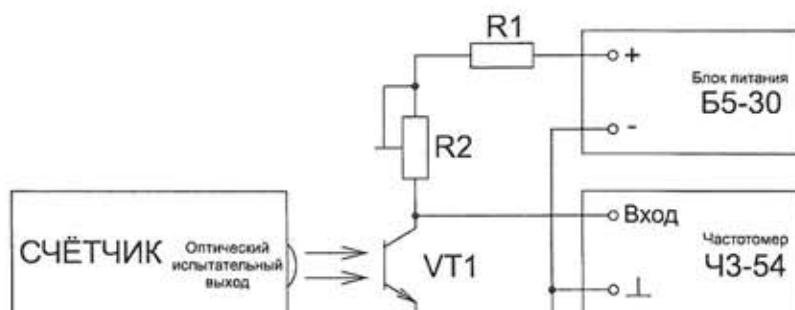 R1
+
Блок питания
Б5-30
-
R2
СЧЁТЧИК
Оптический
испытательный
выход
VT1
Вход
Частотомер
Ч3-54
⊥